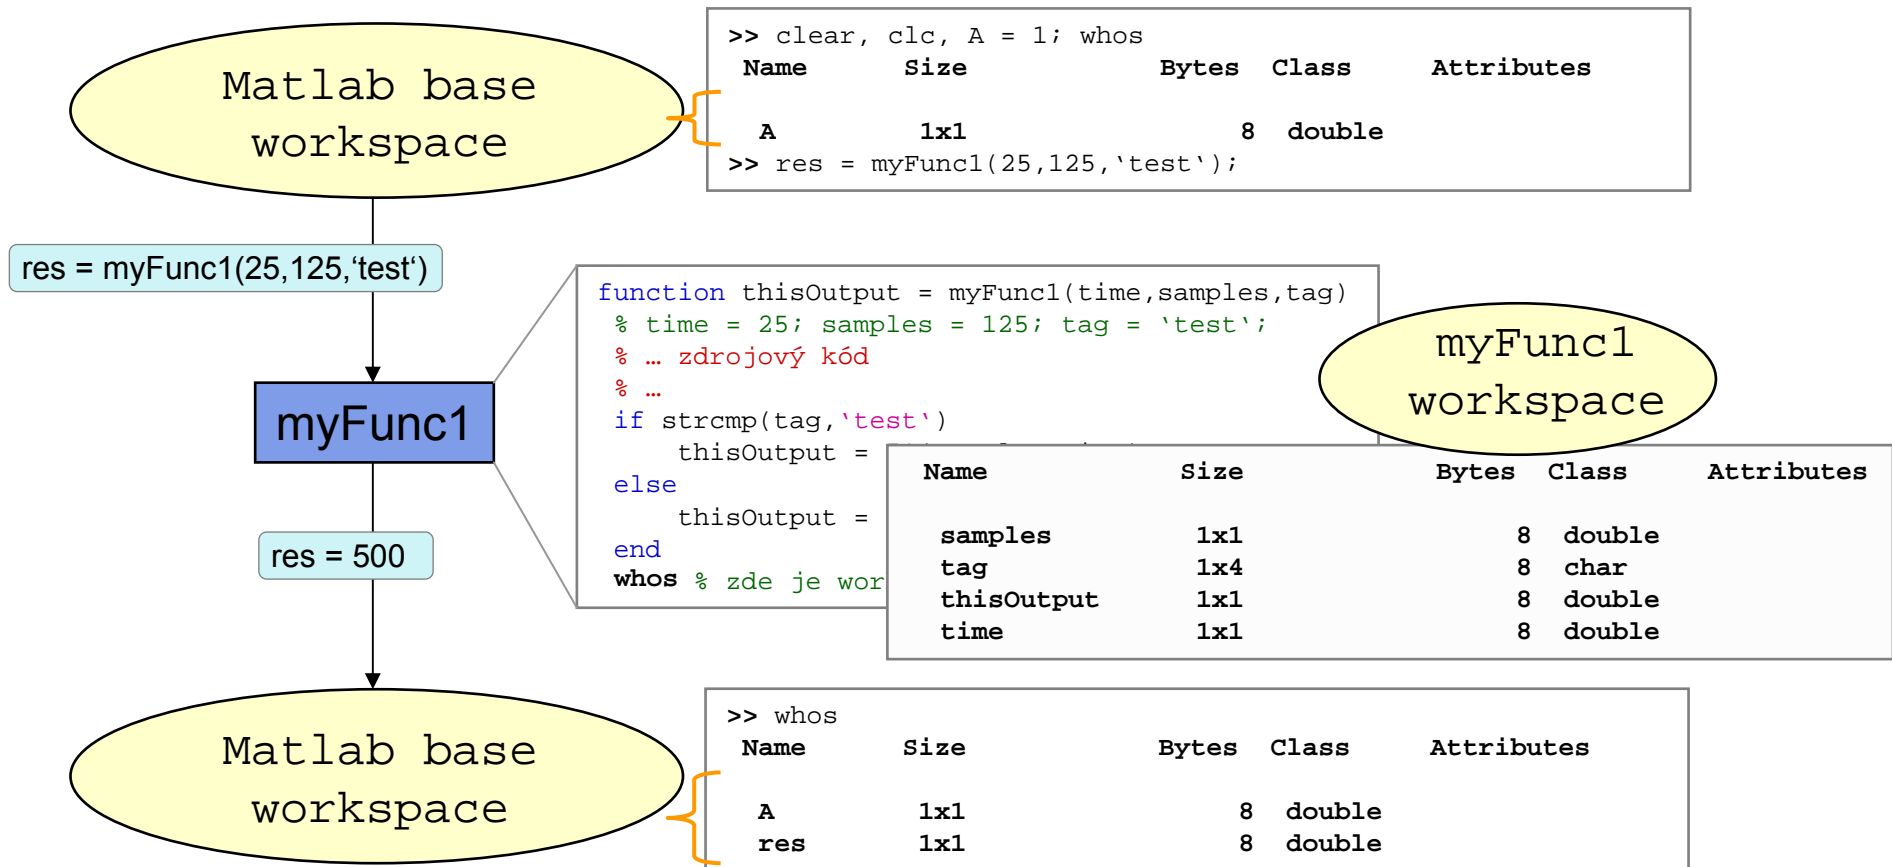 Matlab base
workspace
>> clear, clc, A = 1; whos
Name Size Bytes Class Attributes
A 1x1 8 double
>> res = myFunc1(25,125,‘test‘);
res = myFunc1(25,125,‘test‘)
myFunc1
function thisOutput = myFunc1(time,samples,tag)
% time = 25; samples = 125; tag = ‘test‘;
% … zdrojový kód
% …
if strcmp(tag,‘test‘)
thisOutput =
else
thisOutput =
end
whos % zde je wor
myFunc1
workspace
Name Size Bytes Class Attributes
samples 1x1 8 double
tag 1x4 8 char
thisOutput 1x1 8 double
time 1x1 8 double
res = 500
Matlab base
workspace
>> whos
Name Size Bytes Class Attributes
A 1x1 8 double
res 1x1 8 double